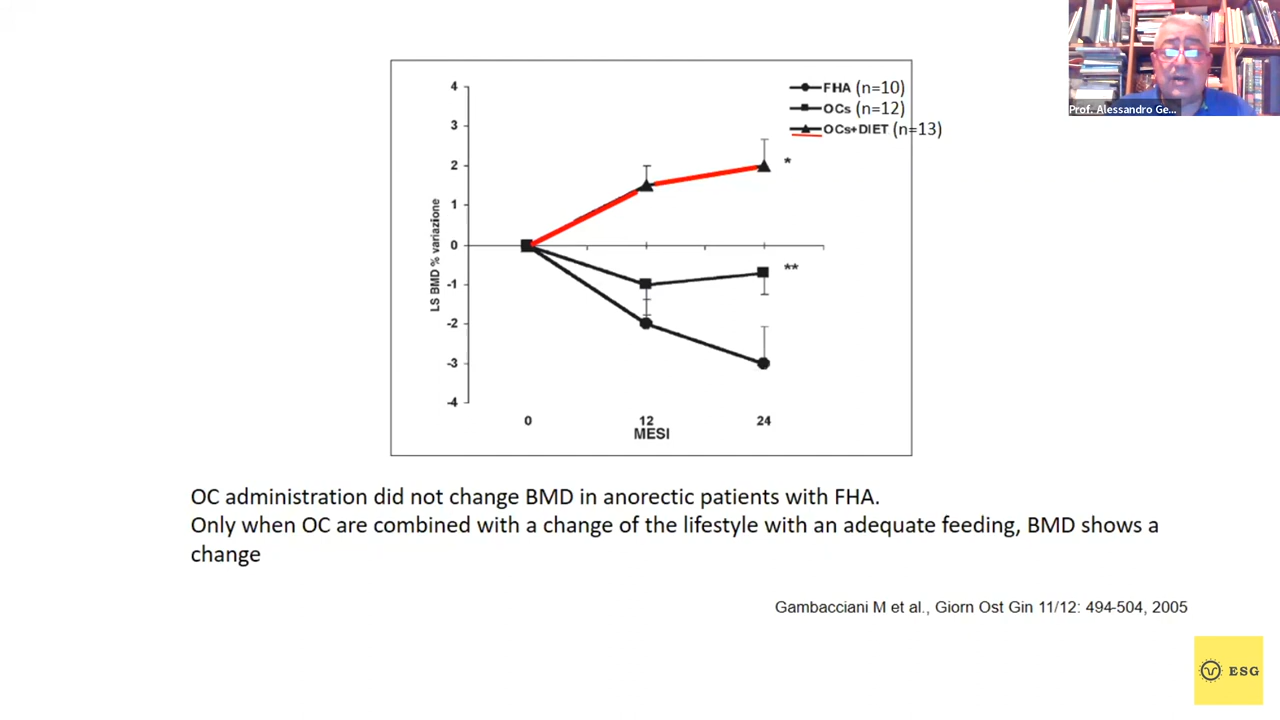 Prof. Alessandro Ge...
FHA (n=10)
OCs (n=12)
OCs+DIET (n=13)
4
3
2
1
0
-1
-2
-3
-4
LS BMD % variazione
*
**
0
12
24
MESI
OC administration did not change BMD in anorectic patients with FHA.
Only when OC are combined with a change of the lifestyle with an adequate feeding, BMD shows a
change
Gambacciani M et al., Giorn Ost Gin 11/12: 494-504, 2005
ESG